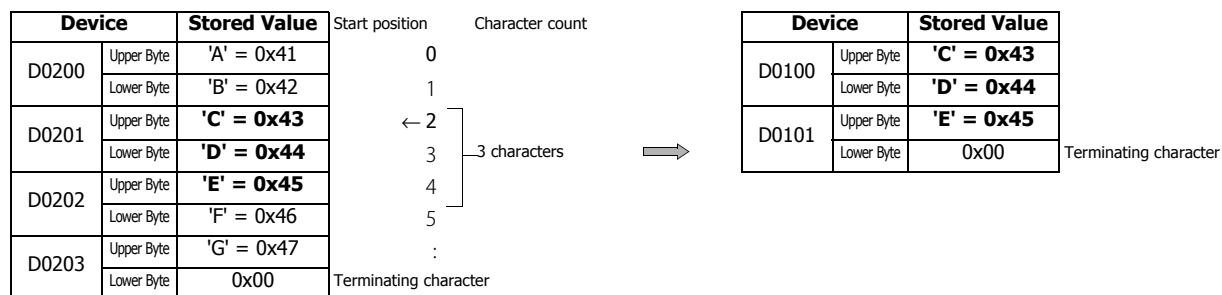 Device Stored Value Start position Character count Device Stored Value
D0200 Upper Byte 'A' = 0x41 0 D0100 Upper Byte 'C' = 0x43
Lower Byte 'B' = 0x42 1 Lower Byte 'D' = 0x44
D0201 Upper Byte 'C' = 0x43 ← 2 D0101 Upper Byte 'E' = 0x45
Lower Byte 'D' = 0x44 3 3 characters Lower Byte 0x00 Terminating character
D0202 Upper Byte 'E' = 0x45 4
Lower Byte 'F' = 0x46 5
D0203 Upper Byte 'G' = 0x47 :
Lower Byte 0x00 Terminating character